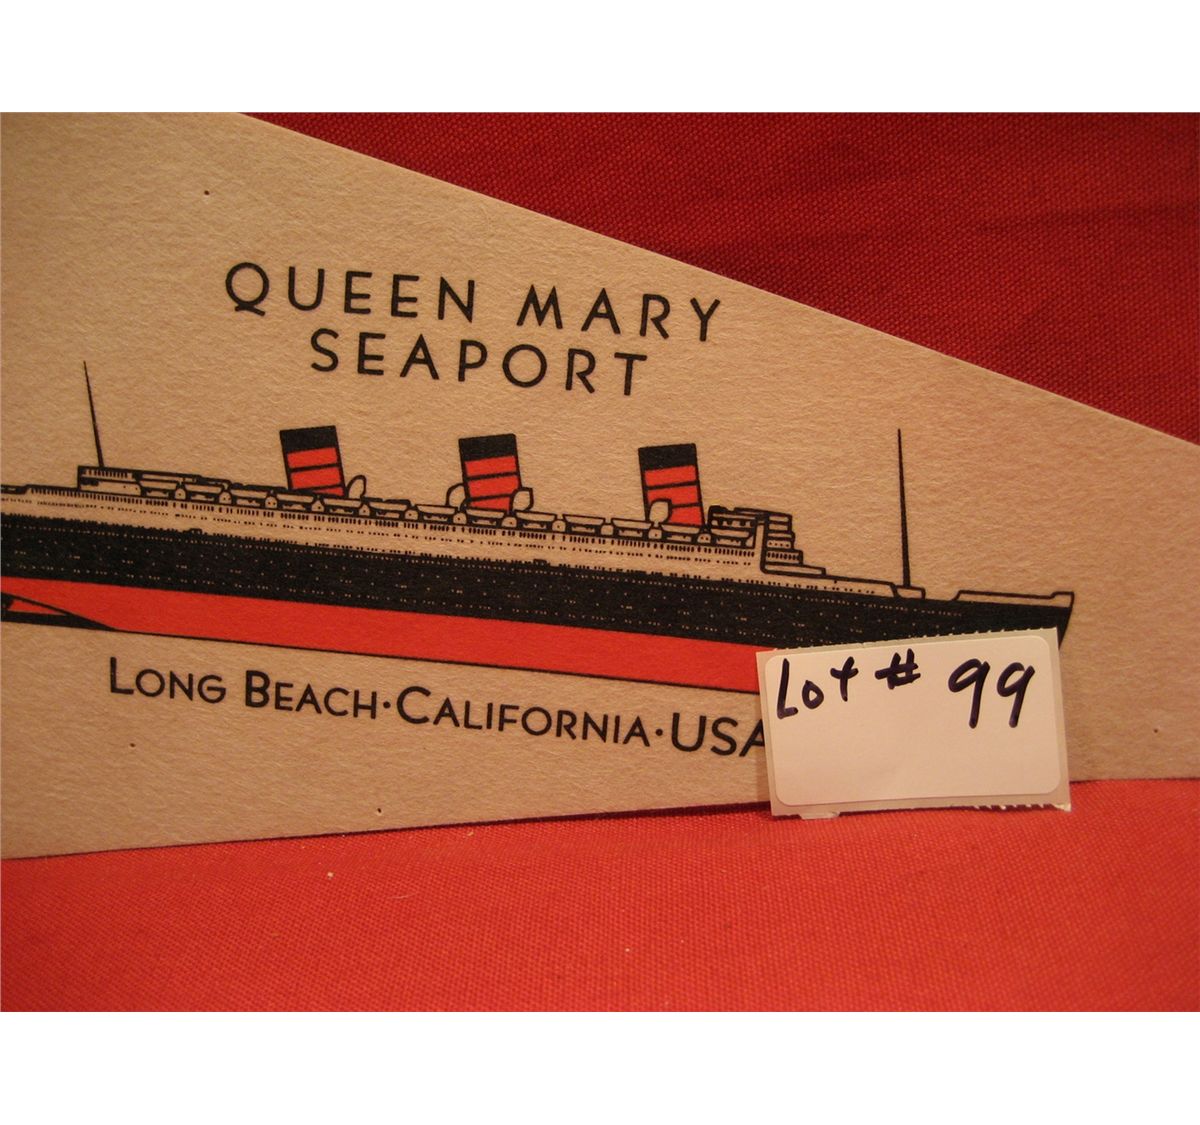 QUEEN MARY
SEAPORT
LONG BEACH·CALIFORNIA·USA
Lot # 99